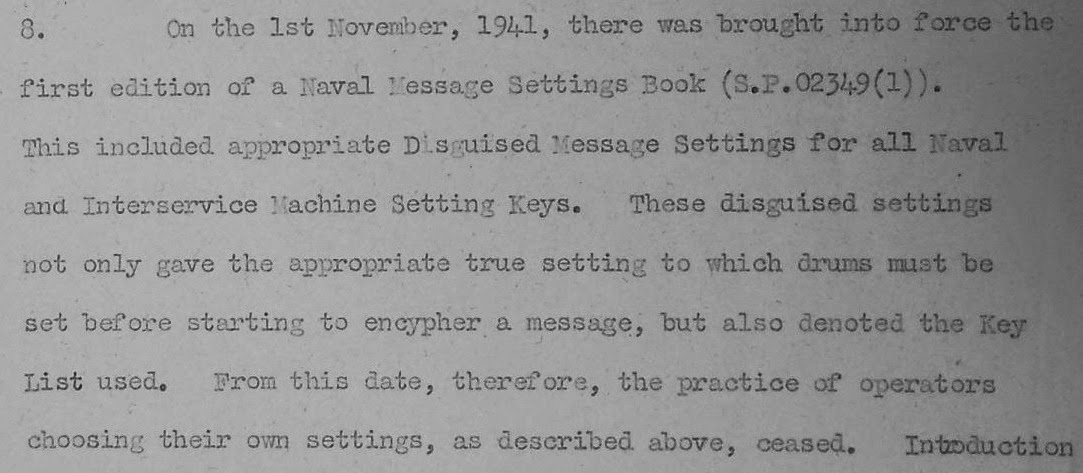 8. On the 1st November, 1941, there was brought into force the
first edition of a Naval Message Settings Book (S.P.02349(1)).
This included appropriate Disguised Message Settings for all Naval
and Interservice Machine Setting Keys. These disguised settings
not only gave the appropriate true setting to which drums must be
set before starting to encypher a message, but also denoted the Key
List used. From this date, therefore, the practice of operators
choosing their own settings, as described above, ceased. Introduction